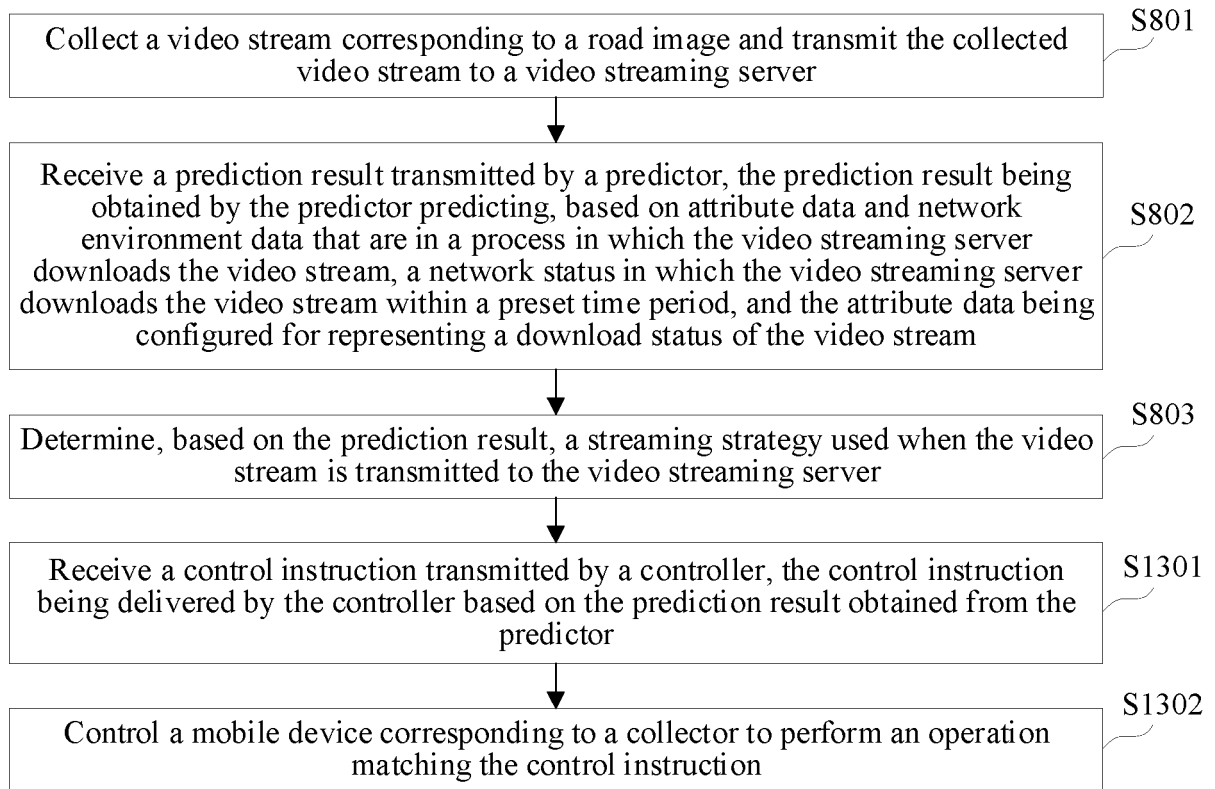 S801
Collect a video stream corresponding to a road image and transmit the collected
video stream to a video streaming server
Receive a prediction result transmitted by a predictor, the prediction result being
obtained by the predictor predicting, based on attribute data and network
environment data that are in a process in which the video streaming server
downloads the video stream, a network status in which the video streaming server
downloads the video stream within a preset time period, and the attribute data being
configured for representing a download status of the video stream
S802
S803
Determine, based on the prediction result, a streaming strategy used when the video
stream is transmitted to the video streaming server
Receive a control instruction transmitted by a controller, the control instruction
being delivered by the controller based on the prediction result obtained from the
predictor
S1301
S1302
Control a mobile device corresponding to a collector to perform an operation
matching the control instruction